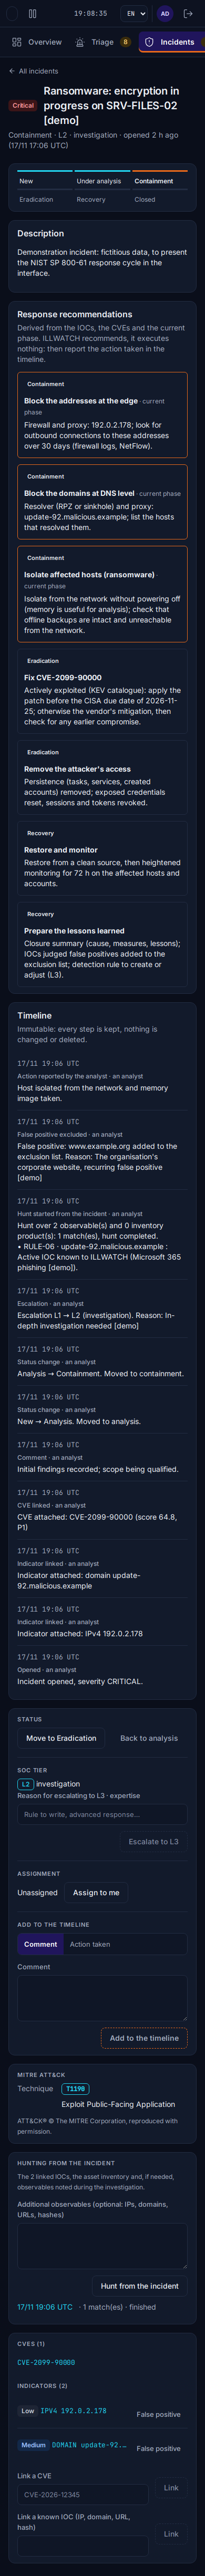 19:08:35
EN
AD
Overview
Triage
8
Incidents
← All incidents
Critical
Ransomware: encryption in
progress on SRV-FILES-02
[demo]
Containment · L2 · investigation · opened 2 h ago
(17/11 17:06 UTC)
New
Under analysis
Containment
Eradication
Recovery
Closed
Description
Demonstration incident: fictitious data, to present
the NIST SP 800-61 response cycle in the
interface.
Response recommendations
Derived from the IOCs, the CVEs and the current
phase. ILLWATCH recommends, it executes
nothing: then report the action taken in the
timeline.
Containment
Block the addresses at the edge · current
phase
Firewall and proxy: 192.0.2.178; look for
outbound connections to these addresses
over 30 days (firewall logs, NetFlow).
Containment
Block the domains at DNS level · current phase
Resolver (RPZ or sinkhole) and proxy:
update-92.malicious.example; list the hosts
that resolved them.
Containment
Isolate affected hosts (ransomware) ·
current phase
Isolate from the network without powering off
(memory is useful for analysis); check that
offline backups are intact and unreachable
from the network.
Eradication
Fix CVE-2099-90000
Actively exploited (KEV catalogue): apply the
patch before the CISA due date of 2026-11-
25; otherwise the vendor's mitigation, then
check for any earlier compromise.
Eradication
Remove the attacker's access
Persistence (tasks, services, created
accounts) removed; exposed credentials
reset, sessions and tokens revoked.
Recovery
Restore and monitor
Restore from a clean source, then heightened
monitoring for 72 h on the affected hosts and
accounts.
Recovery
Prepare the lessons learned
Closure summary (cause, measures, lessons);
IOCs judged false positives added to the
exclusion list; detection rule to create or
adjust (L3).
Timeline
Immutable: every step is kept, nothing is
changed or deleted.
17/11 19:06 UTC
Action reported by the analyst · an analyst
Host isolated from the network and memory
image taken.
17/11 19:06 UTC
False positive excluded · an analyst
False positive: www.example.org added to the
exclusion list. Reason: The organisation's
corporate website, recurring false positive
[demo]
17/11 19:06 UTC
Hunt started from the incident · an analyst
Hunt over 2 observable(s) and 0 inventory
product(s): 1 match(es), hunt completed.
• RULE-06 · update-92.malicious.example :
Active IOC known to ILLWATCH (Microsoft 365
phishing [demo]).
17/11 19:06 UTC
Escalation · an analyst
Escalation L1 → L2 (investigation). Reason: In-
depth investigation needed [demo]
17/11 19:06 UTC
Status change · an analyst
Analysis → Containment. Moved to containment.
17/11 19:06 UTC
Status change · an analyst
New → Analysis. Moved to analysis.
17/11 19:06 UTC
Comment · an analyst
Initial findings recorded; scope being qualified.
17/11 19:06 UTC
CVE linked · an analyst
CVE attached: CVE-2099-90000 (score 64.8,
P1)
17/11 19:06 UTC
Indicator linked · an analyst
Indicator attached: domain update-
92.malicious.example
17/11 19:06 UTC
Indicator linked · an analyst
Indicator attached: IPv4 192.0.2.178
17/11 19:06 UTC
Opened · an analyst
Incident opened, severity CRITICAL.
STATUS
Move to Eradication
Back to analysis
SOC TIER
L2 investigation
Reason for escalating to L3 · expertise
Rule to write, advanced response...
Escalate to L3
ASSIGNMENT
Unassigned
Assign to me
ADD TO THE TIMELINE
Comment
Action taken
Comment
Add to the timeline
MITRE ATT&CK
Technique
T1190
Exploit Public-Facing Application
ATT&CK® © The MITRE Corporation, reproduced with
permission.
HUNTING FROM THE INCIDENT
The 2 linked IOCs, the asset inventory and, if needed,
observables noted during the investigation.
Additional observables (optional: IPs, domains,
URLs, hashes)
Hunt from the incident
17/11 19:06 UTC · 1 match(es) · finished
CVES (1)
CVE-2099-90000
INDICATORS (2)
Low IPV4 192.0.2.178
False positive
Medium DOMAIN update-92.…
False positive
Link a CVE
CVE-2026-12345
Link
Link a known IOC (IP, domain, URL,
hash)
Link